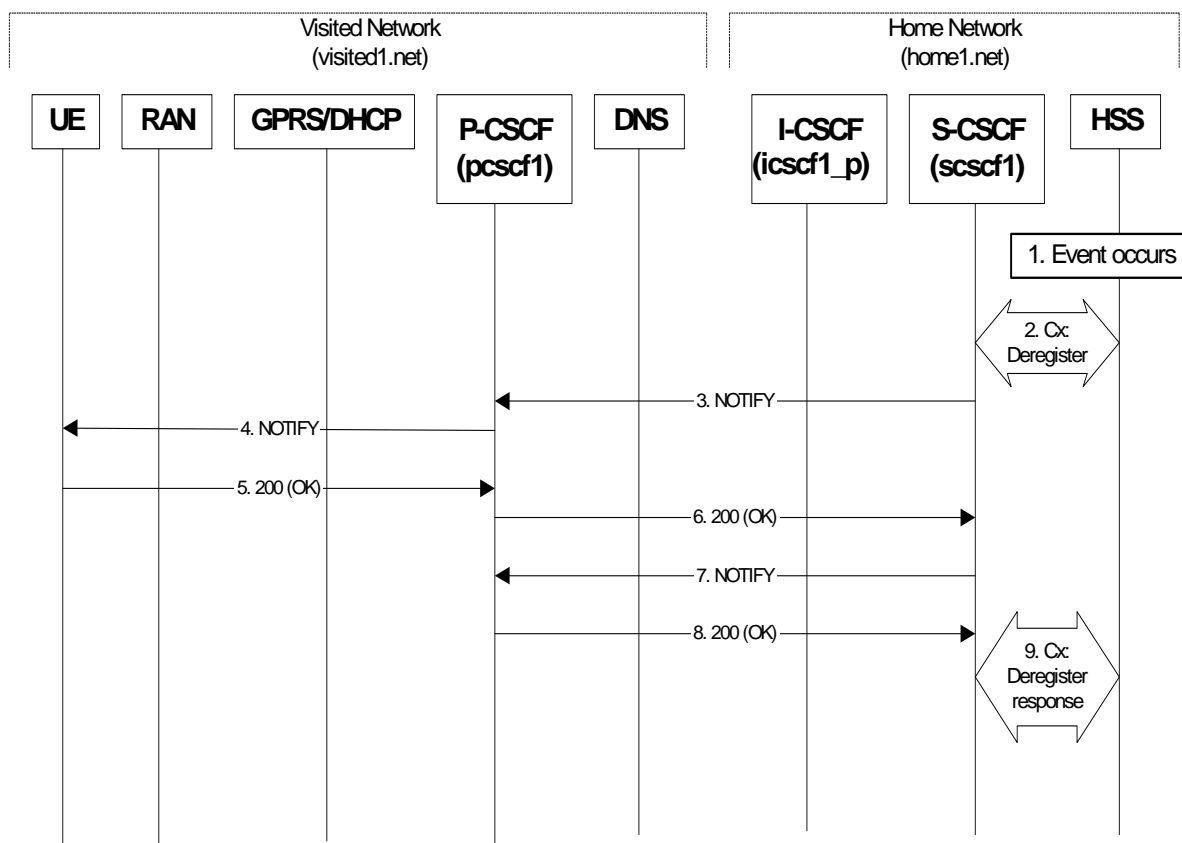 Visited Network
(visited1.net)
Home Network
(home1.net)
UE
RAN
GPRS/DHCP
P-CSCF
(pcscf1)
DNS
I-CSCF
(icscf1_p)
S-CSCF
(scscf1)
HSS
1. Event occurs
2. Cx:
Deregister
3. NOTIFY
4. NOTIFY
5. 200 (OK)
6. 200 (OK)
7. NOTIFY
8. 200 (OK)
9. Cx:
Deregister
response